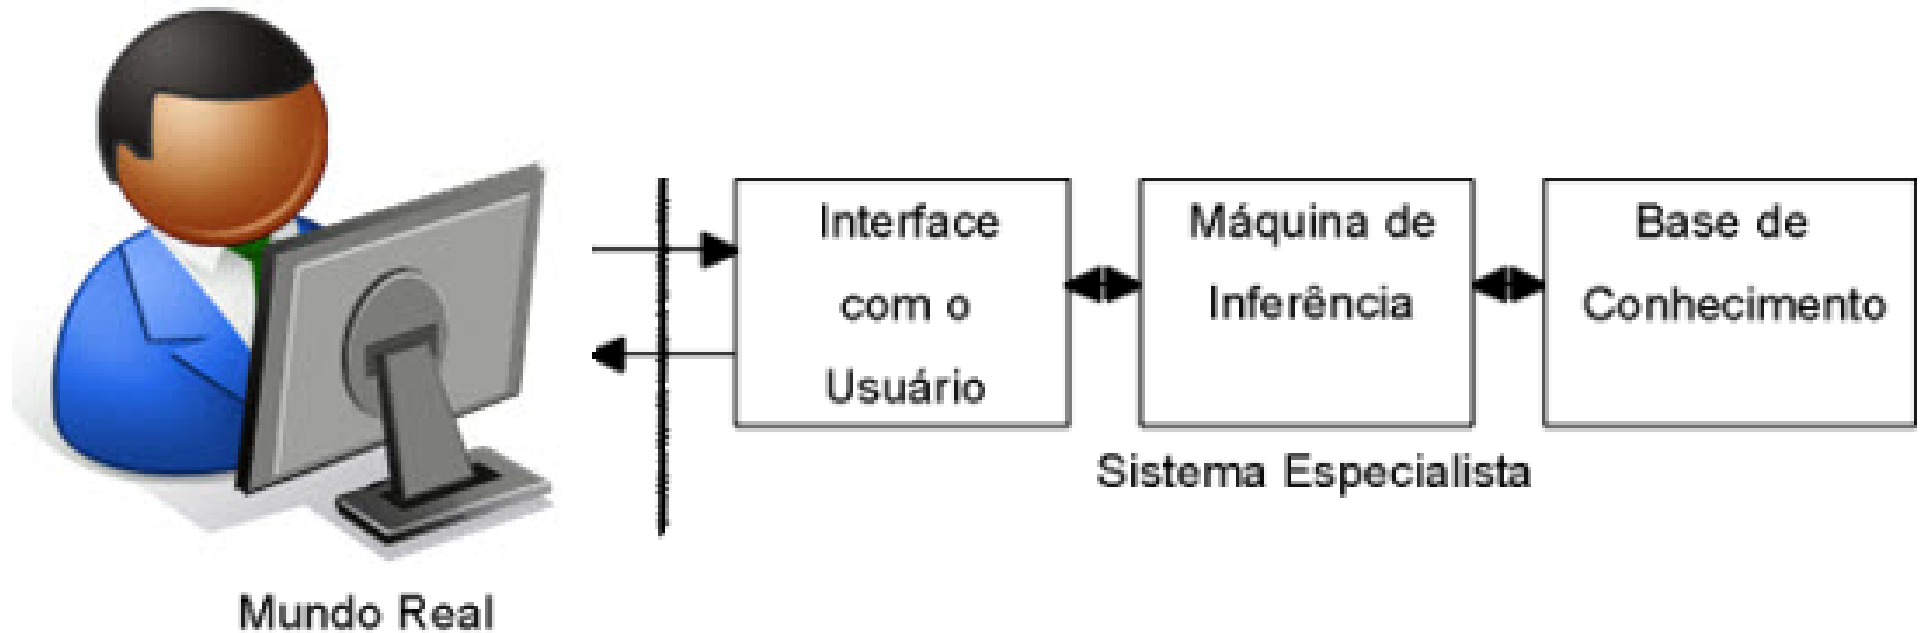 Interface
com o
Usuário
Máquina de
Inferência
Base de
Conhecimento
Sistema Especialista
Mundo Real